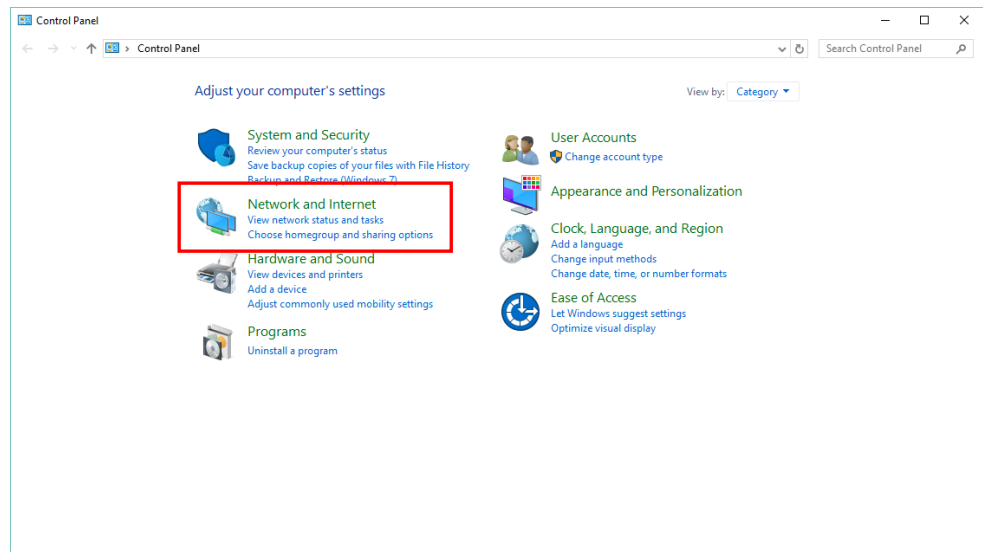 Control Panel
Control Panel
Search Control Panel
Adjust your computer's settings
View by: Category
System and Security
Review your computer's status
Save backup copies of your files with File History
Backup and Restore (Windows 7)
Network and Internet
View network status and tasks
Choose homegroup and sharing options
Hardware and Sound
View devices and printers
Add a device
Adjust commonly used mobility settings
Programs
Uninstall a program
User Accounts
Change account type
Appearance and Personalization
Clock, Language, and Region
Add a language
Change input methods
Change date, time, or number formats
Ease of Access
Let Windows suggest settings
Optimize visual display